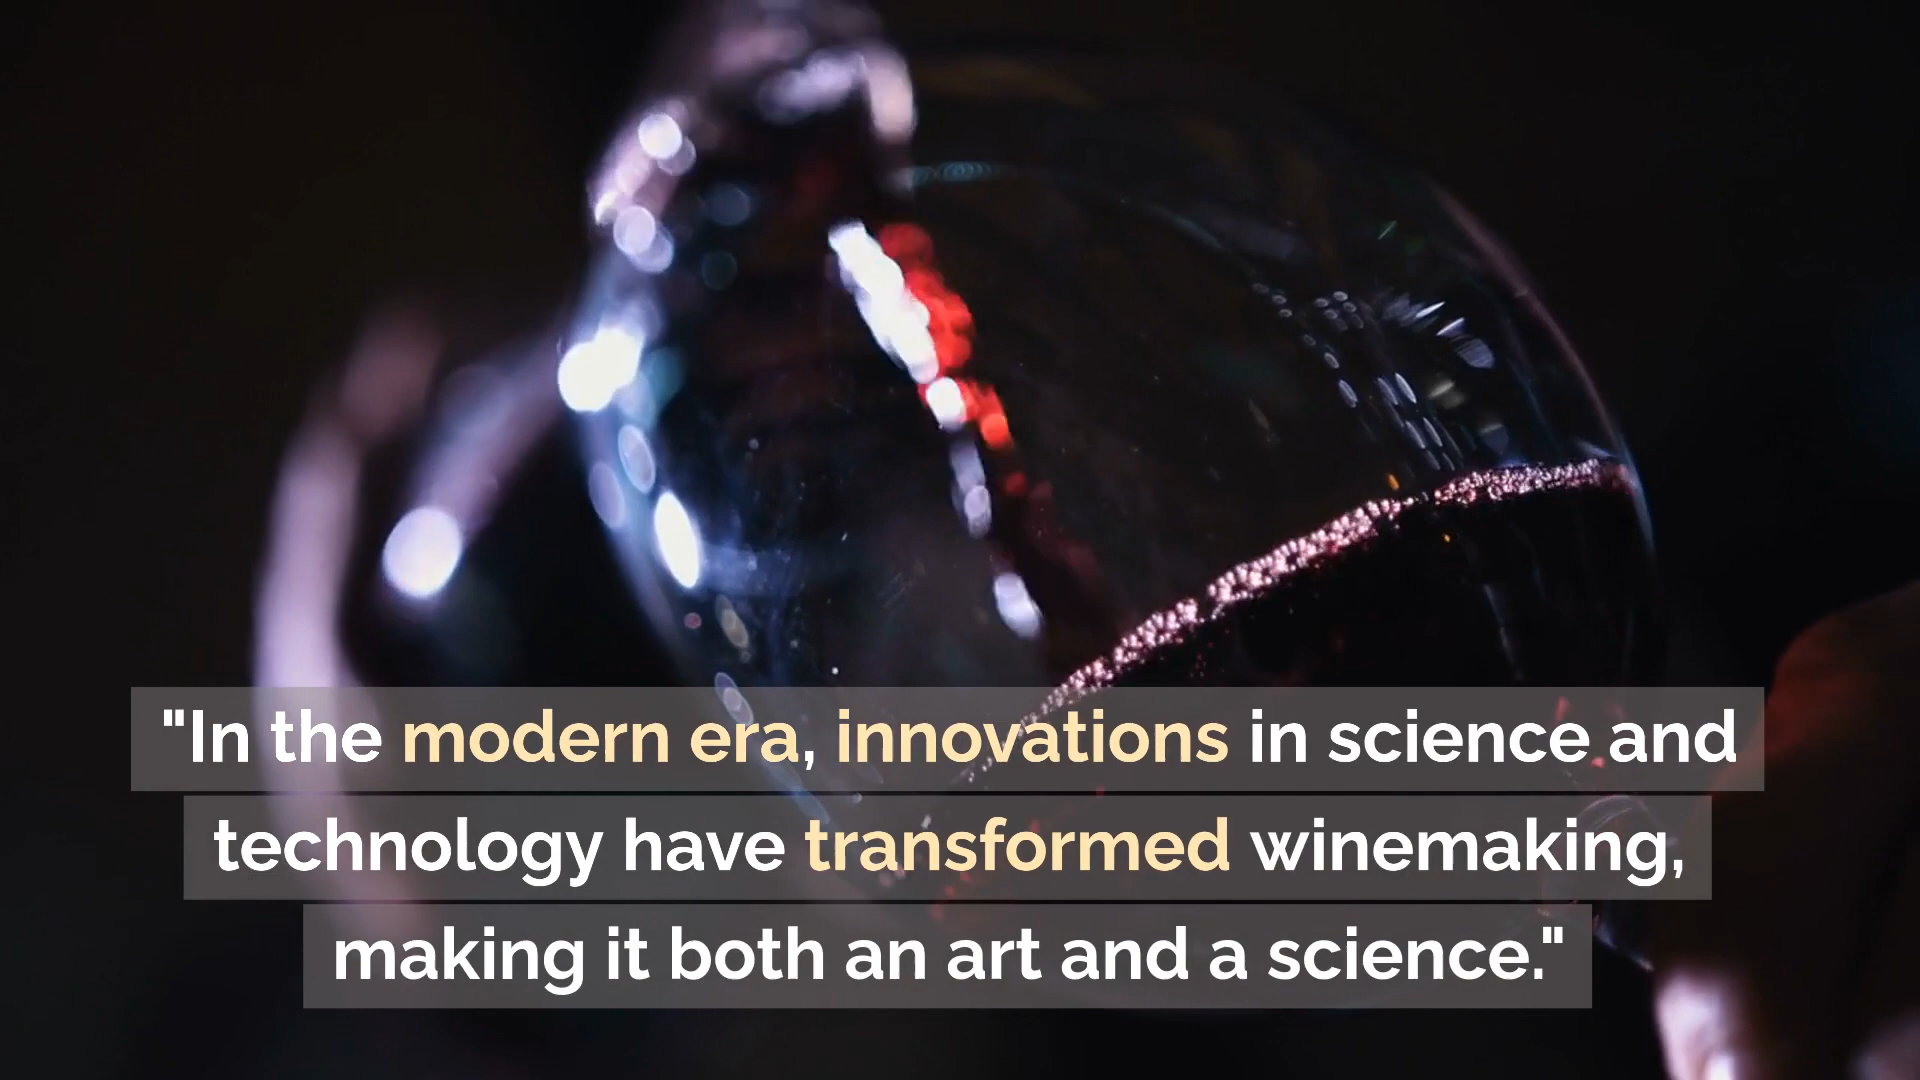 "In the modern era, innovations in science and
technology have transformed winemaking,
making it both an art and a science."